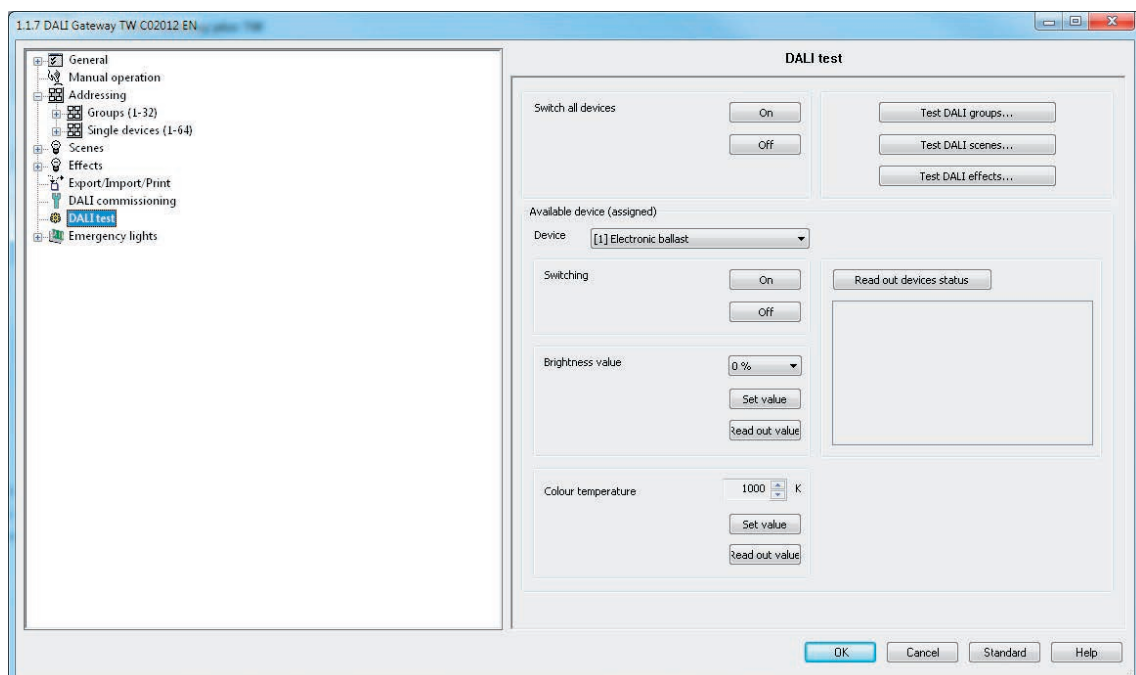 1.1.7 DALI Gateway TW C02012 EN
General
Manual operation
Addressing
Groups (1-32)
Single devices (1-64)
Scenes
Effects
Export/Import/Print
DALI commissioning
DALI test
Emergency lights
DALI test
Switch all devices
On
Off
Test DALI groups...
Test DALI scenes...
Test DALI effects...
Available device (assigned)
Device [1] Electronic ballast
Switching
On
Off
Read out devices status
Brightness value
0 %
Set value
Read out value
Colour temperature
1000 K
Set value
Read out value
OK Cancel Standard Help